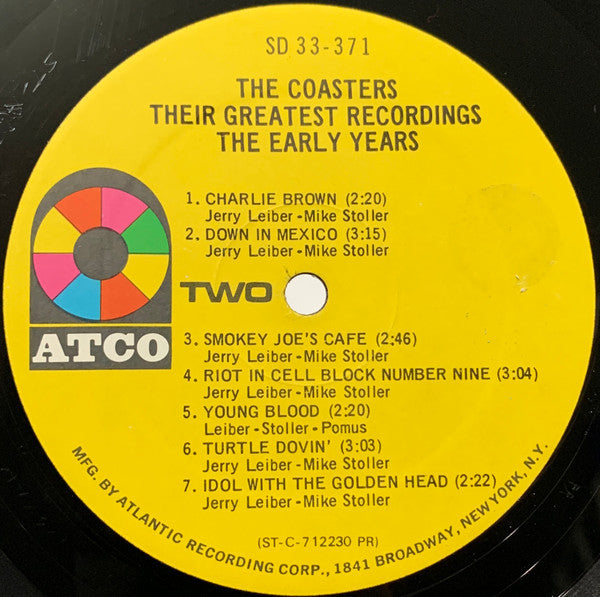 SD 33-371
THE COASTERS
THEIR GREATEST RECORDINGS
THE EARLY YEARS
1. CHARLIE BROWN (2:20)
Jerry Leiber-Mike Stoller
2. DOWN IN MEXICO (3:15)
Jerry Leiber-Mike Stoller
TWO
ATCO
3. SMOKEY JOE'S CAFE (2:46)
Jerry Leiber-Mike Stoller
4. RIOT IN CELL BLOCK NUMBER NINE (3:04)
Jerry Leiber-Mike Stoller
5. YOUNG BLOOD (2:20)
Leiber-Stoller-Pomus
6. TURTLE DOVIN' (3:03)
Jerry Leiber-Mike Stoller
7. IDOL WITH THE GOLDEN HEAD (2:22)
Jerry Leiber-Mike Stoller
(ST-C-712230 PR)
MFG. BY ATLANTIC RECORDING CORP., 1841 BROADWAY, NEW YORK, N.Y.